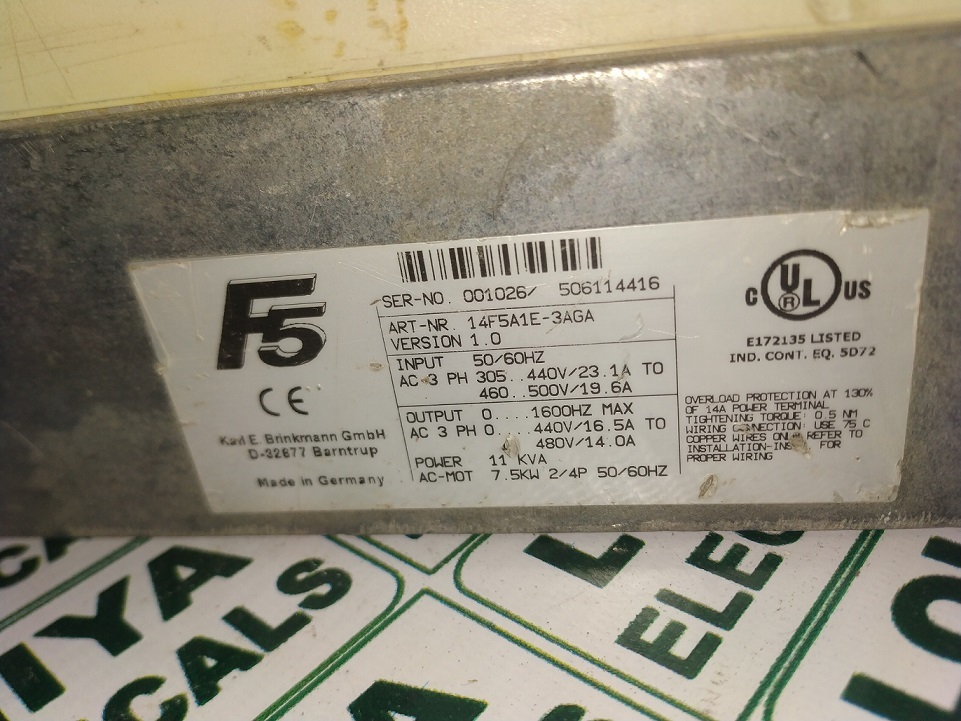 F5
CE
Karl E. Brinkmann GmbH
D-32677 Barntrup
Made in Germany
SER-NO. 001026/ 506114416
ART-NR. 14F5A1E-3AGA
VERSION 1.0
INPUT 50/60HZ
AC 3 PH 305..440V/23.1A TO
460..500V/19.6A
OUTPUT 0....1600HZ MAX
AC 3 PH 0....440V/16.5A TO
480V/14.0A
POWER 11 KVA
AC-MOT 7.5KW 2/4P 50/60HZ
C UL US
®
E172135 LISTED
IND. CONT. EQ. 5D72
OVERLOAD PROTECTION AT 130%
OF 14A POWER TERMINAL
TIGHTENING TORQUE: 0.5 NM
WIRING CONNECTION: USE 75 C
COPPER WIRES REFER TO
FOR
PROPER WIRING
IYA
CALS
ELEC